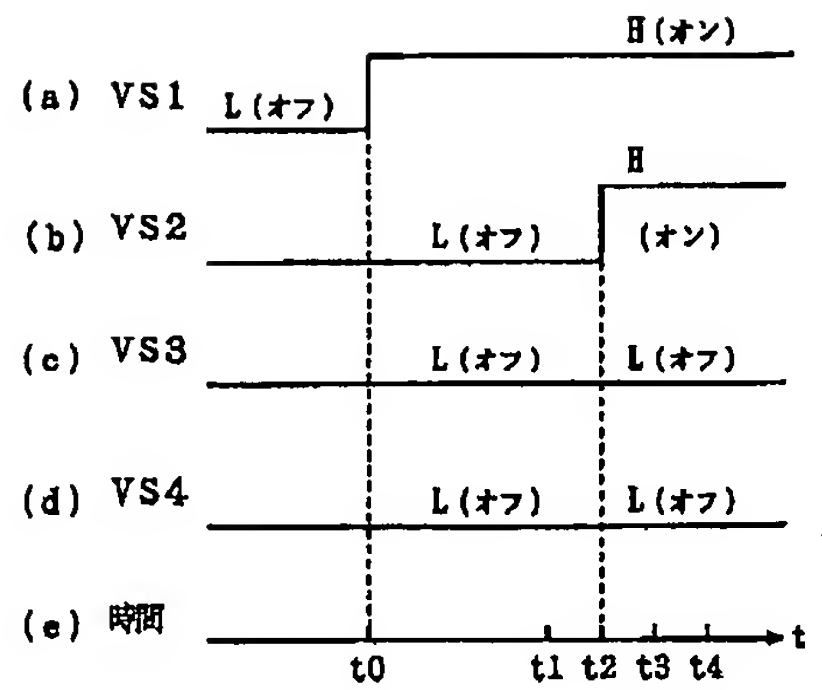 H(オン)
(a) VS1 L(オフ)
H
(b) VS2 L(オフ) (オン)
(c) VS3 L(オフ) L(オフ)
(d) VS4 L(オフ) L(オフ)
(e) 時間 t
t0 t1 t2 t3 t4